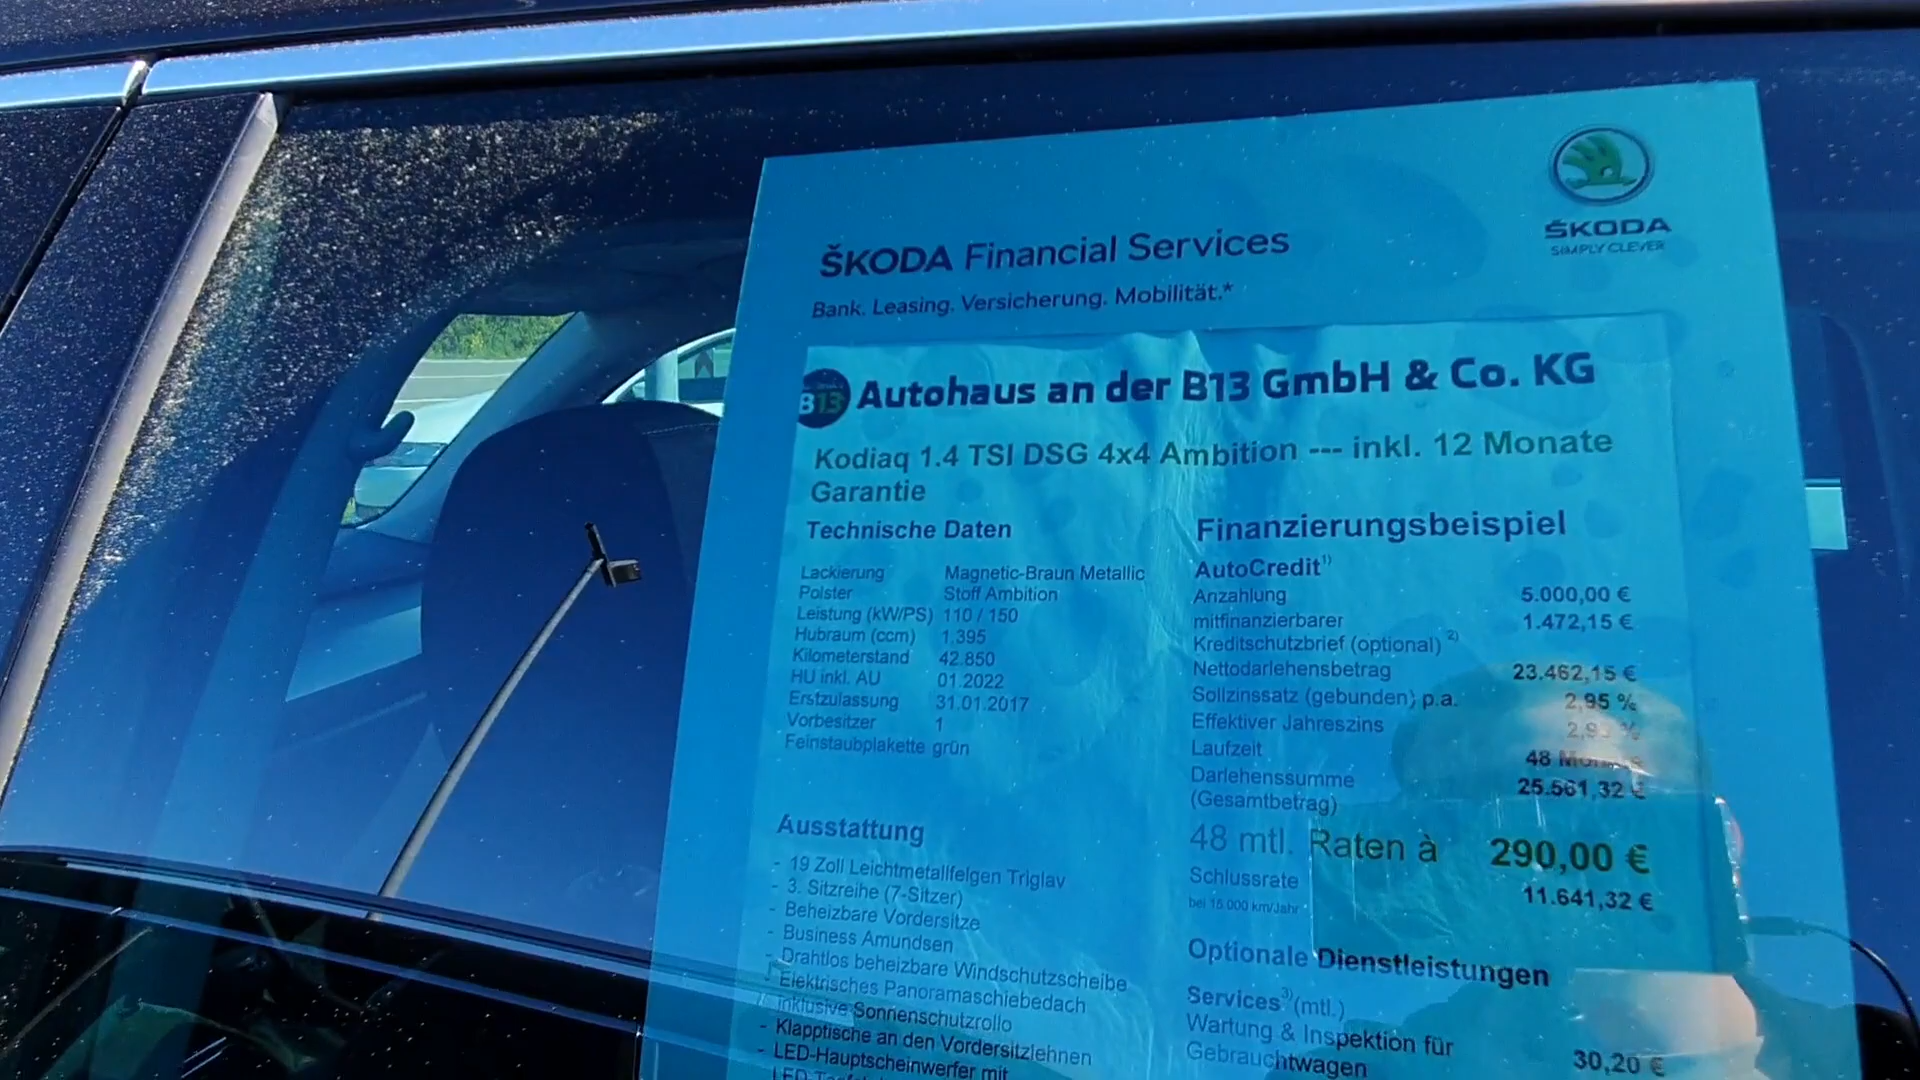 ŠKODA
SIMPLY CLEVER
ŠKODA Financial Services
Bank. Leasing. Versicherung. Mobilität.*
B13 Autohaus an der B13 GmbH & Co. KG
Kodiaq 1.4 TSI DSG 4x4 Ambition --- inkl. 12 Monate
Garantie
Technische Daten
Lackierung Magnetic-Braun Metallic
Polster Stoff Ambition
Leistung (kW/PS) 110 / 150
Hubraum (ccm) 1.395
Kilometerstand 42.850
HU inkl. AU 01.2022
Erstzulassung 31.01.2017
Vorbesitzer 1
Feinstaubplakette grün
Ausstattung
- 19 Zoll Leichtmetallfelgen Triglav
- 3. Sitzreihe (7-Sitzer)
- Beheizbare Vordersitze
- Business Amundsen
- Drahtlos beheizbare Windschutzscheibe
- Elektrisches Panoramaschiebedach
inklusive Sonnenschutzrollo
- Klapptische an den Vordersitzlehnen
- LED-Hauptscheinwerfer mit
Finanzierungsbeispiel
AutoCredit¹⁾
Anzahlung 5.000,00 €
mitfinanzierbarer 1.472,15 €
Kreditschutzbrief (optional) ²⁾
Nettodarlehensbetrag 23.462,15 €
Sollzinssatz (gebunden) p.a. 2,95 %
Effektiver Jahreszins
Laufzeit 48
Darlehenssumme 25.561,32 €
(Gesamtbetrag)
48 mtl. Raten à 290,00 €
Schlussrate 11.641,32 €
bei 15.000 km/Jahr
Optionale Dienstleistungen
Services³⁾(mtl.)
Wartung & Inspektion für
Gebrauchtwagen 30,20 €